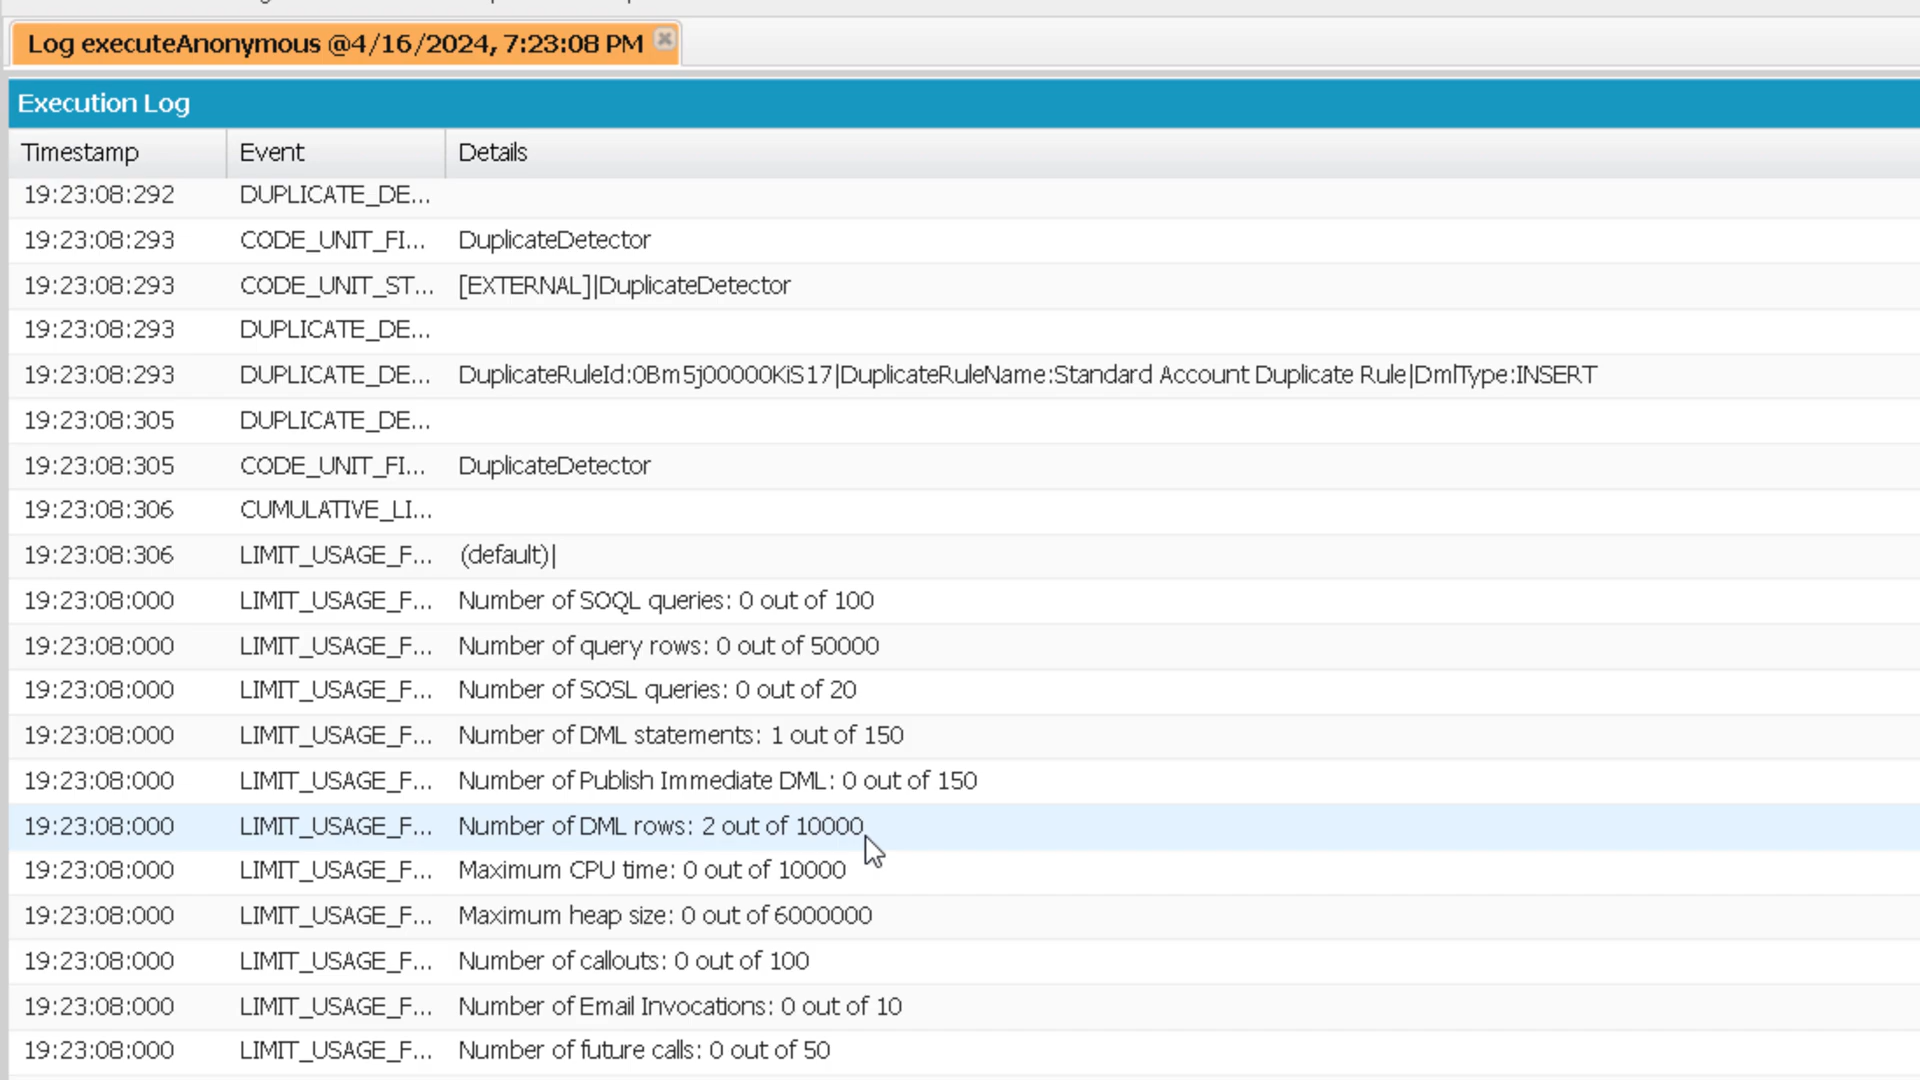 Log executeAnonymous @4/16/2024, 7:23:08 PM
Execution Log
Timestamp Event Details
19:23:08:292 DUPLICATE_DE...
19:23:08:293 CODE_UNIT_FI... DuplicateDetector
19:23:08:293 CODE_UNIT_ST... [EXTERNAL]|DuplicateDetector
19:23:08:293 DUPLICATE_DE...
19:23:08:293 DUPLICATE_DE... DuplicateRuleId:0Bm5j00000KiS17|DuplicateRuleName:Standard Account Duplicate Rule|DmlType:INSERT
19:23:08:305 DUPLICATE_DE...
19:23:08:305 CODE_UNIT_FI... DuplicateDetector
19:23:08:306 CUMULATIVE_LI...
19:23:08:306 LIMIT_USAGE_F... (default)|
19:23:08:000 LIMIT_USAGE_F... Number of SOQL queries: 0 out of 100
19:23:08:000 LIMIT_USAGE_F... Number of query rows: 0 out of 50000
19:23:08:000 LIMIT_USAGE_F... Number of SOSL queries: 0 out of 20
19:23:08:000 LIMIT_USAGE_F... Number of DML statements: 1 out of 150
19:23:08:000 LIMIT_USAGE_F... Number of Publish Immediate DML: 0 out of 150
19:23:08:000 LIMIT_USAGE_F... Number of DML rows: 2 out of 10000
19:23:08:000 LIMIT_USAGE_F... Maximum CPU time: 0 out of 10000
19:23:08:000 LIMIT_USAGE_F... Maximum heap size: 0 out of 6000000
19:23:08:000 LIMIT_USAGE_F... Number of callouts: 0 out of 100
19:23:08:000 LIMIT_USAGE_F... Number of Email Invocations: 0 out of 10
19:23:08:000 LIMIT_USAGE_F... Number of future calls: 0 out of 50